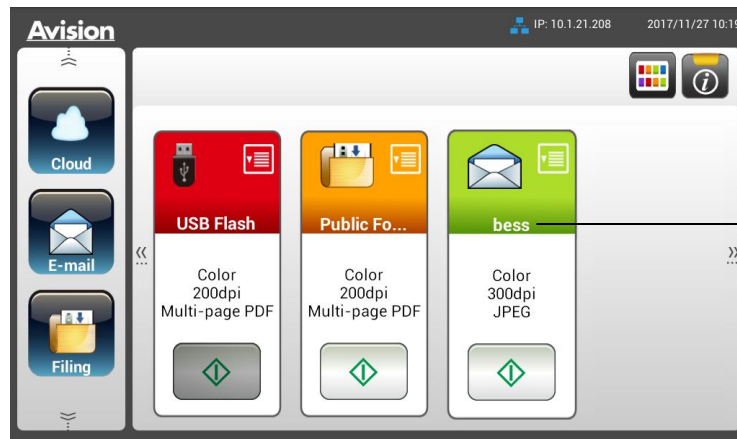 Avision
IP: 10.1.21.208
2017/11/27 10:19
Cloud
E-mail
Filing
USB Flash
Color
200dpi
Multi-page PDF
Public Fo...
Color
200dpi
Multi-page PDF
bess
Color
300dpi
JPEG